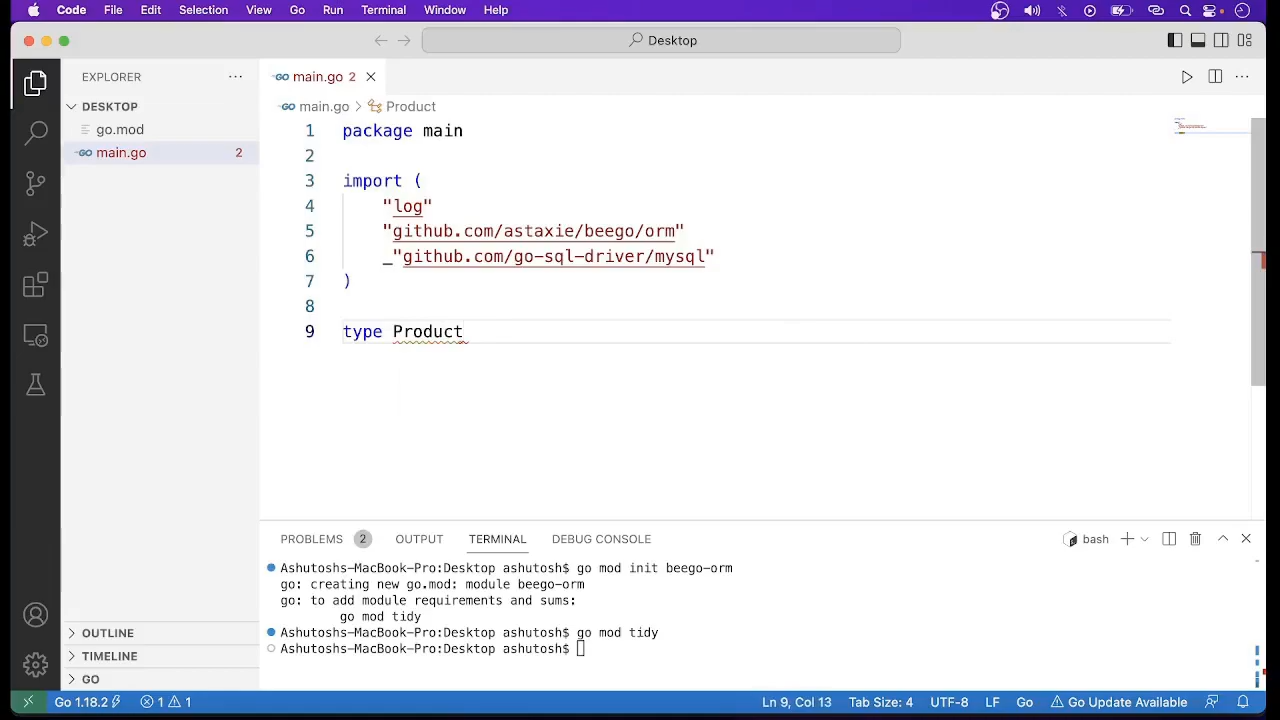 Code File Edit Selection View Go Run Terminal Window Help
Desktop
EXPLORER
main.go 2
DESKTOP
main.go > Product
go.mod
main.go 2
1 package main
2
3 import (
4 "log"
5 "github.com/astaxie/beego/orm"
6 _"github.com/go-sql-driver/mysql"
7 )
8
9 type Product
PROBLEMS 2 OUTPUT TERMINAL DEBUG CONSOLE
bash
Ashutoshs-MacBook-Pro:Desktop ashutosh$ go mod init beego-orm
go: creating new go.mod: module beego-orm
go: to add module requirements and sums:
go mod tidy
Ashutoshs-MacBook-Pro:Desktop ashutosh$ go mod tidy
Ashutoshs-MacBook-Pro:Desktop ashutosh$
OUTLINE
TIMELINE
GO
Go 1.18.2 1 1 Ln 9, Col 13 Tab Size: 4 UTF-8 LF Go Go Update Available